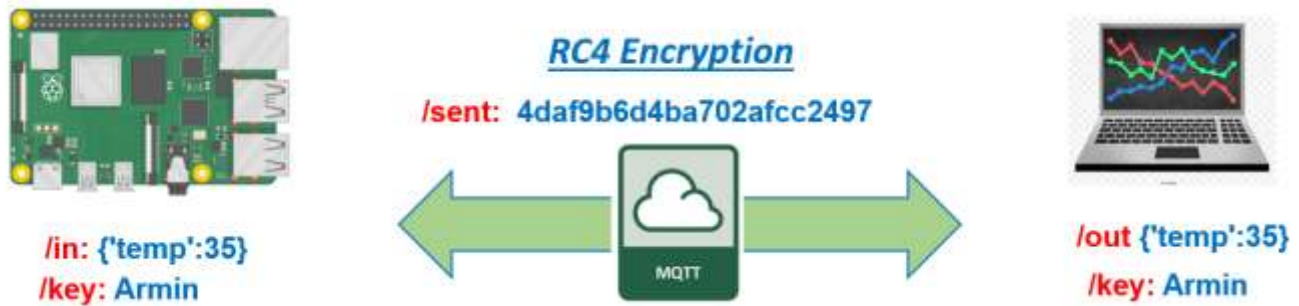 RC4 Encryption
/sent: 4daf9b6d4ba702afcc2497
MQTT
/in: {'temp':35}
/key: Armin
/out {'temp':35}
/key: Armin